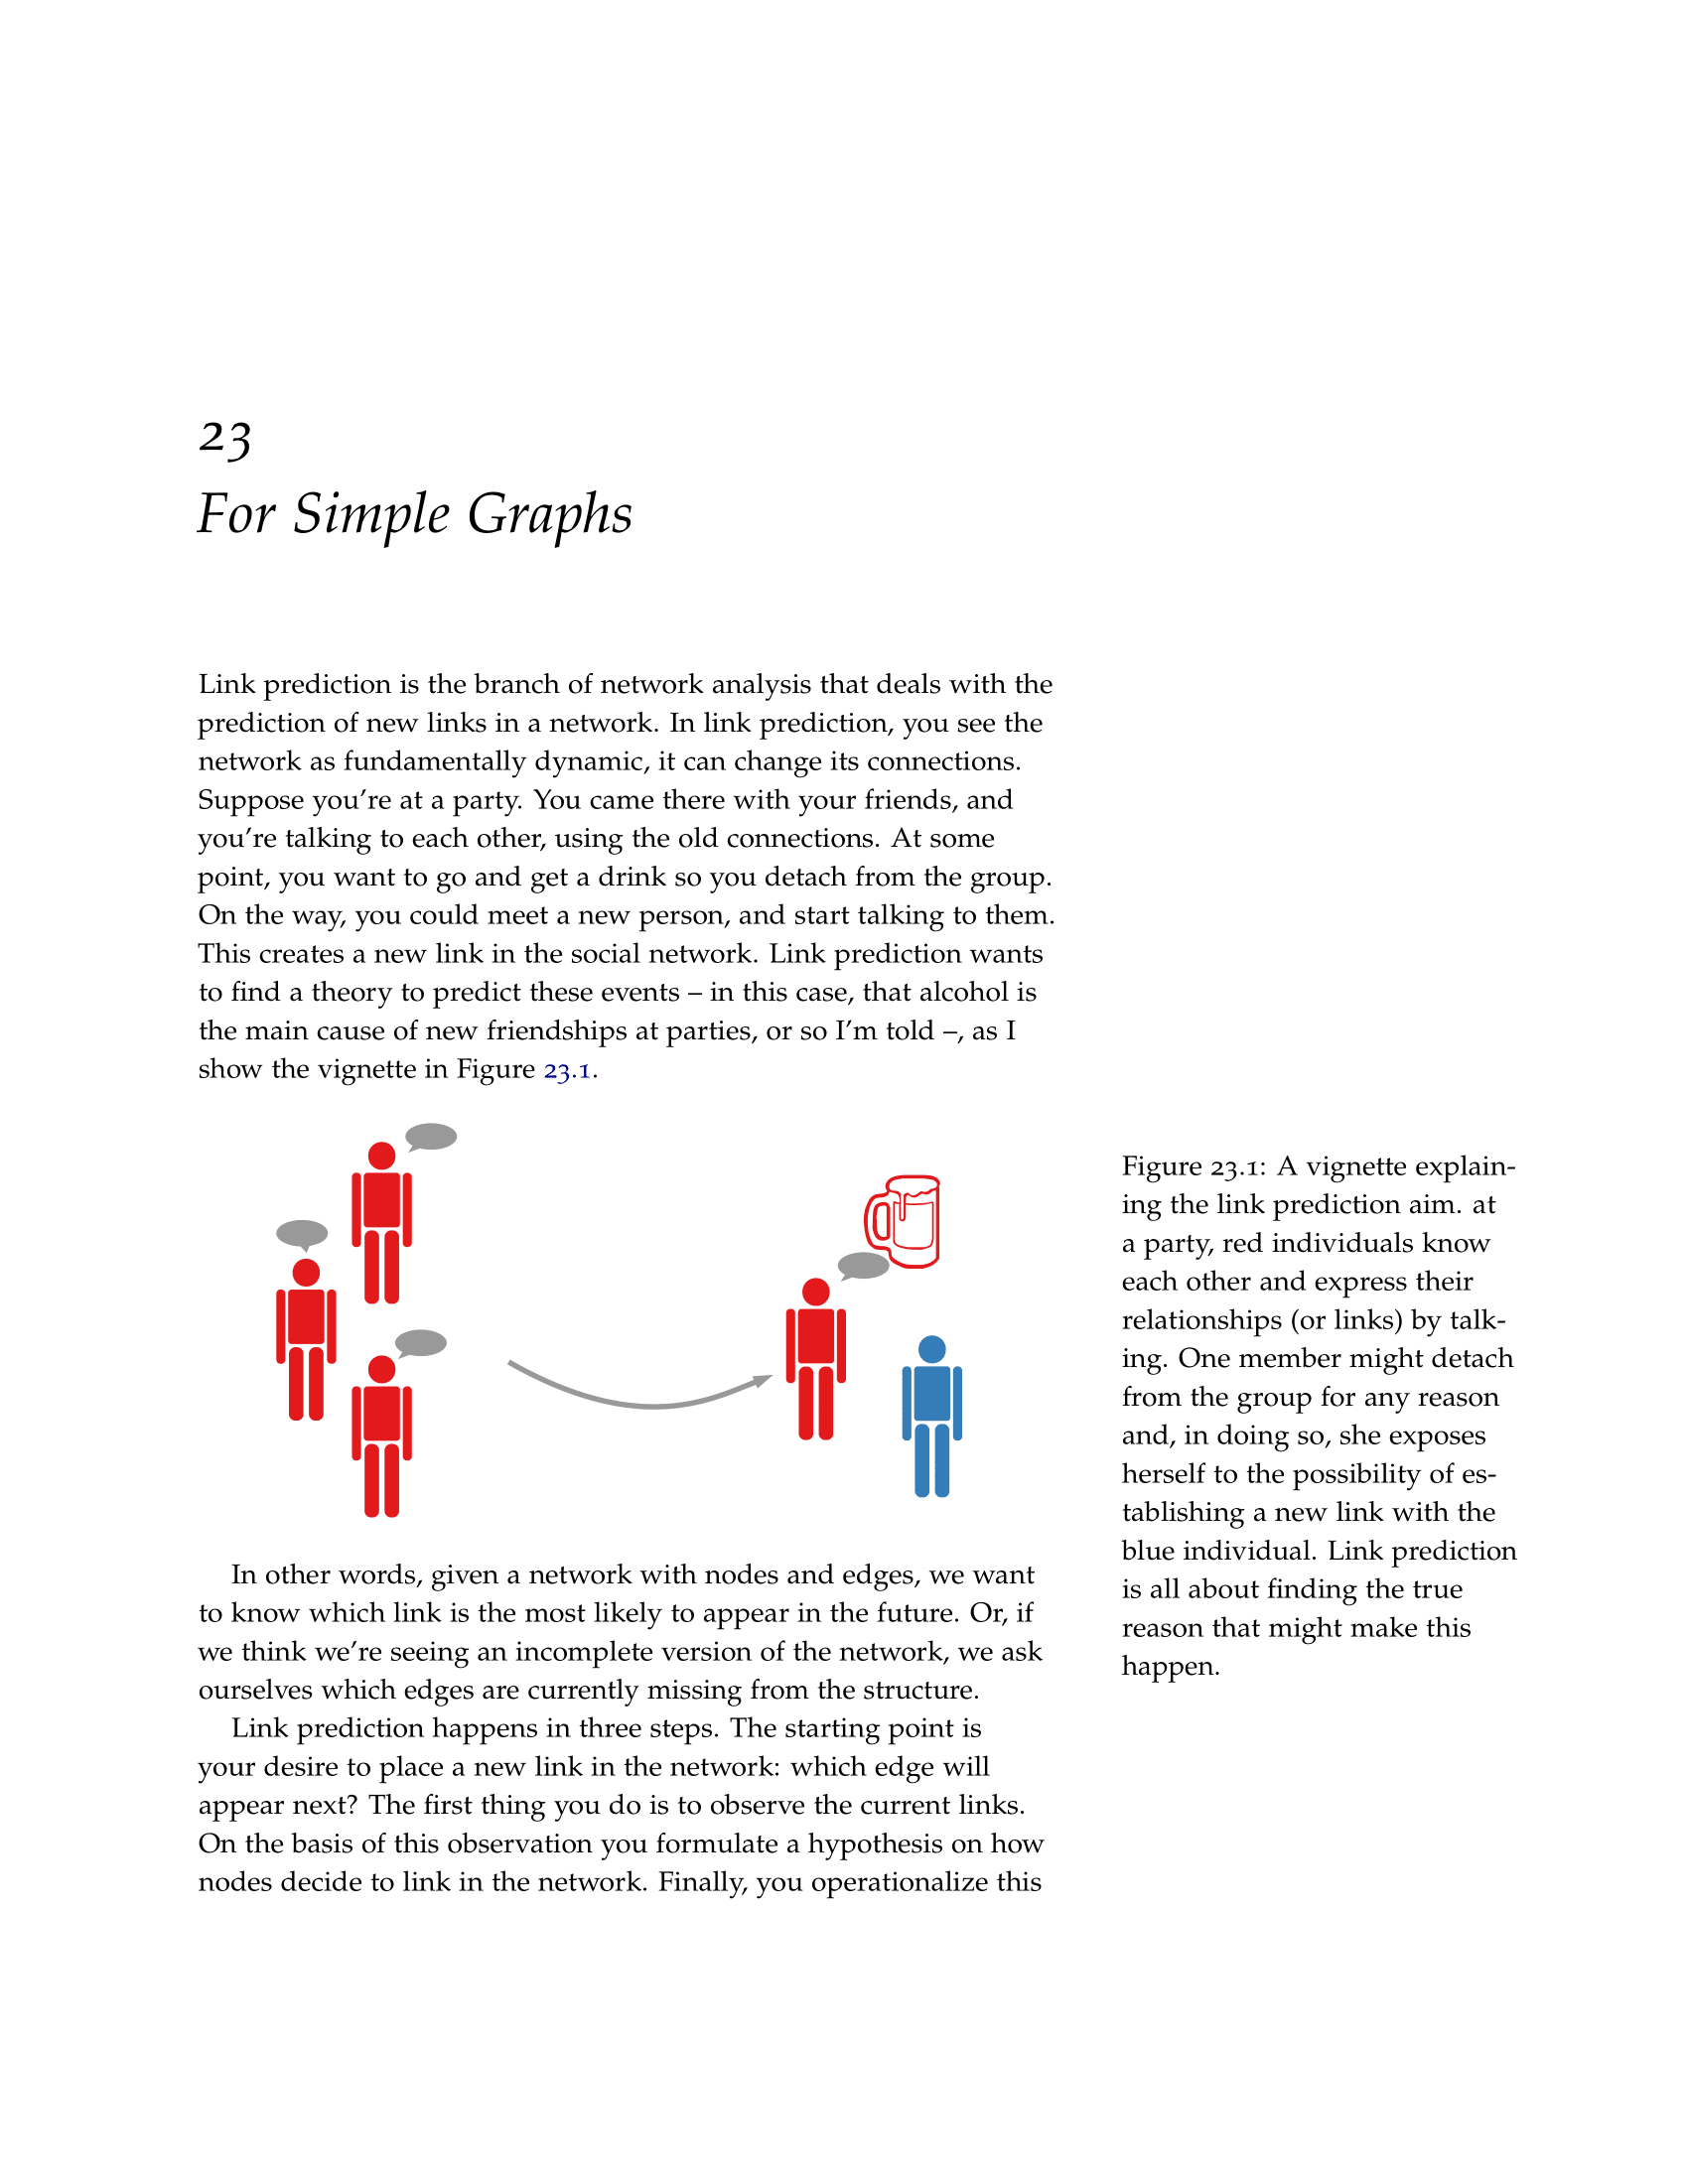 23
For Simple Graphs
Link prediction is the branch of network analysis that deals with the
prediction of new links in a network. In link prediction, you see the
network as fundamentally dynamic, it can change its connections.
Suppose you're at a party. You came there with your friends, and
you're talking to each other, using the old connections. At some
point, you want to go and get a drink so you detach from the group.
On the way, you could meet a new person, and start talking to them.
This creates a new link in the social network. Link prediction wants
to find a theory to predict these events – in this case, that alcohol is
the main cause of new friendships at parties, or so I'm told –, as I
show the vignette in Figure 23.1.
Figure 23.1: A vignette explain-
ing the link prediction aim. at
a party, red individuals know
each other and express their
relationships (or links) by talk-
ing. One member might detach
from the group for any reason
and, in doing so, she exposes
herself to the possibility of es-
tablishing a new link with the
blue individual. Link prediction
is all about finding the true
reason that might make this
happen.
In other words, given a network with nodes and edges, we want
to know which link is the most likely to appear in the future. Or, if
we think we're seeing an incomplete version of the network, we ask
ourselves which edges are currently missing from the structure.
Link prediction happens in three steps. The starting point is
your desire to place a new link in the network: which edge will
appear next? The first thing you do is to observe the current links.
On the basis of this observation you formulate a hypothesis on how
nodes decide to link in the network. Finally, you operationalize this